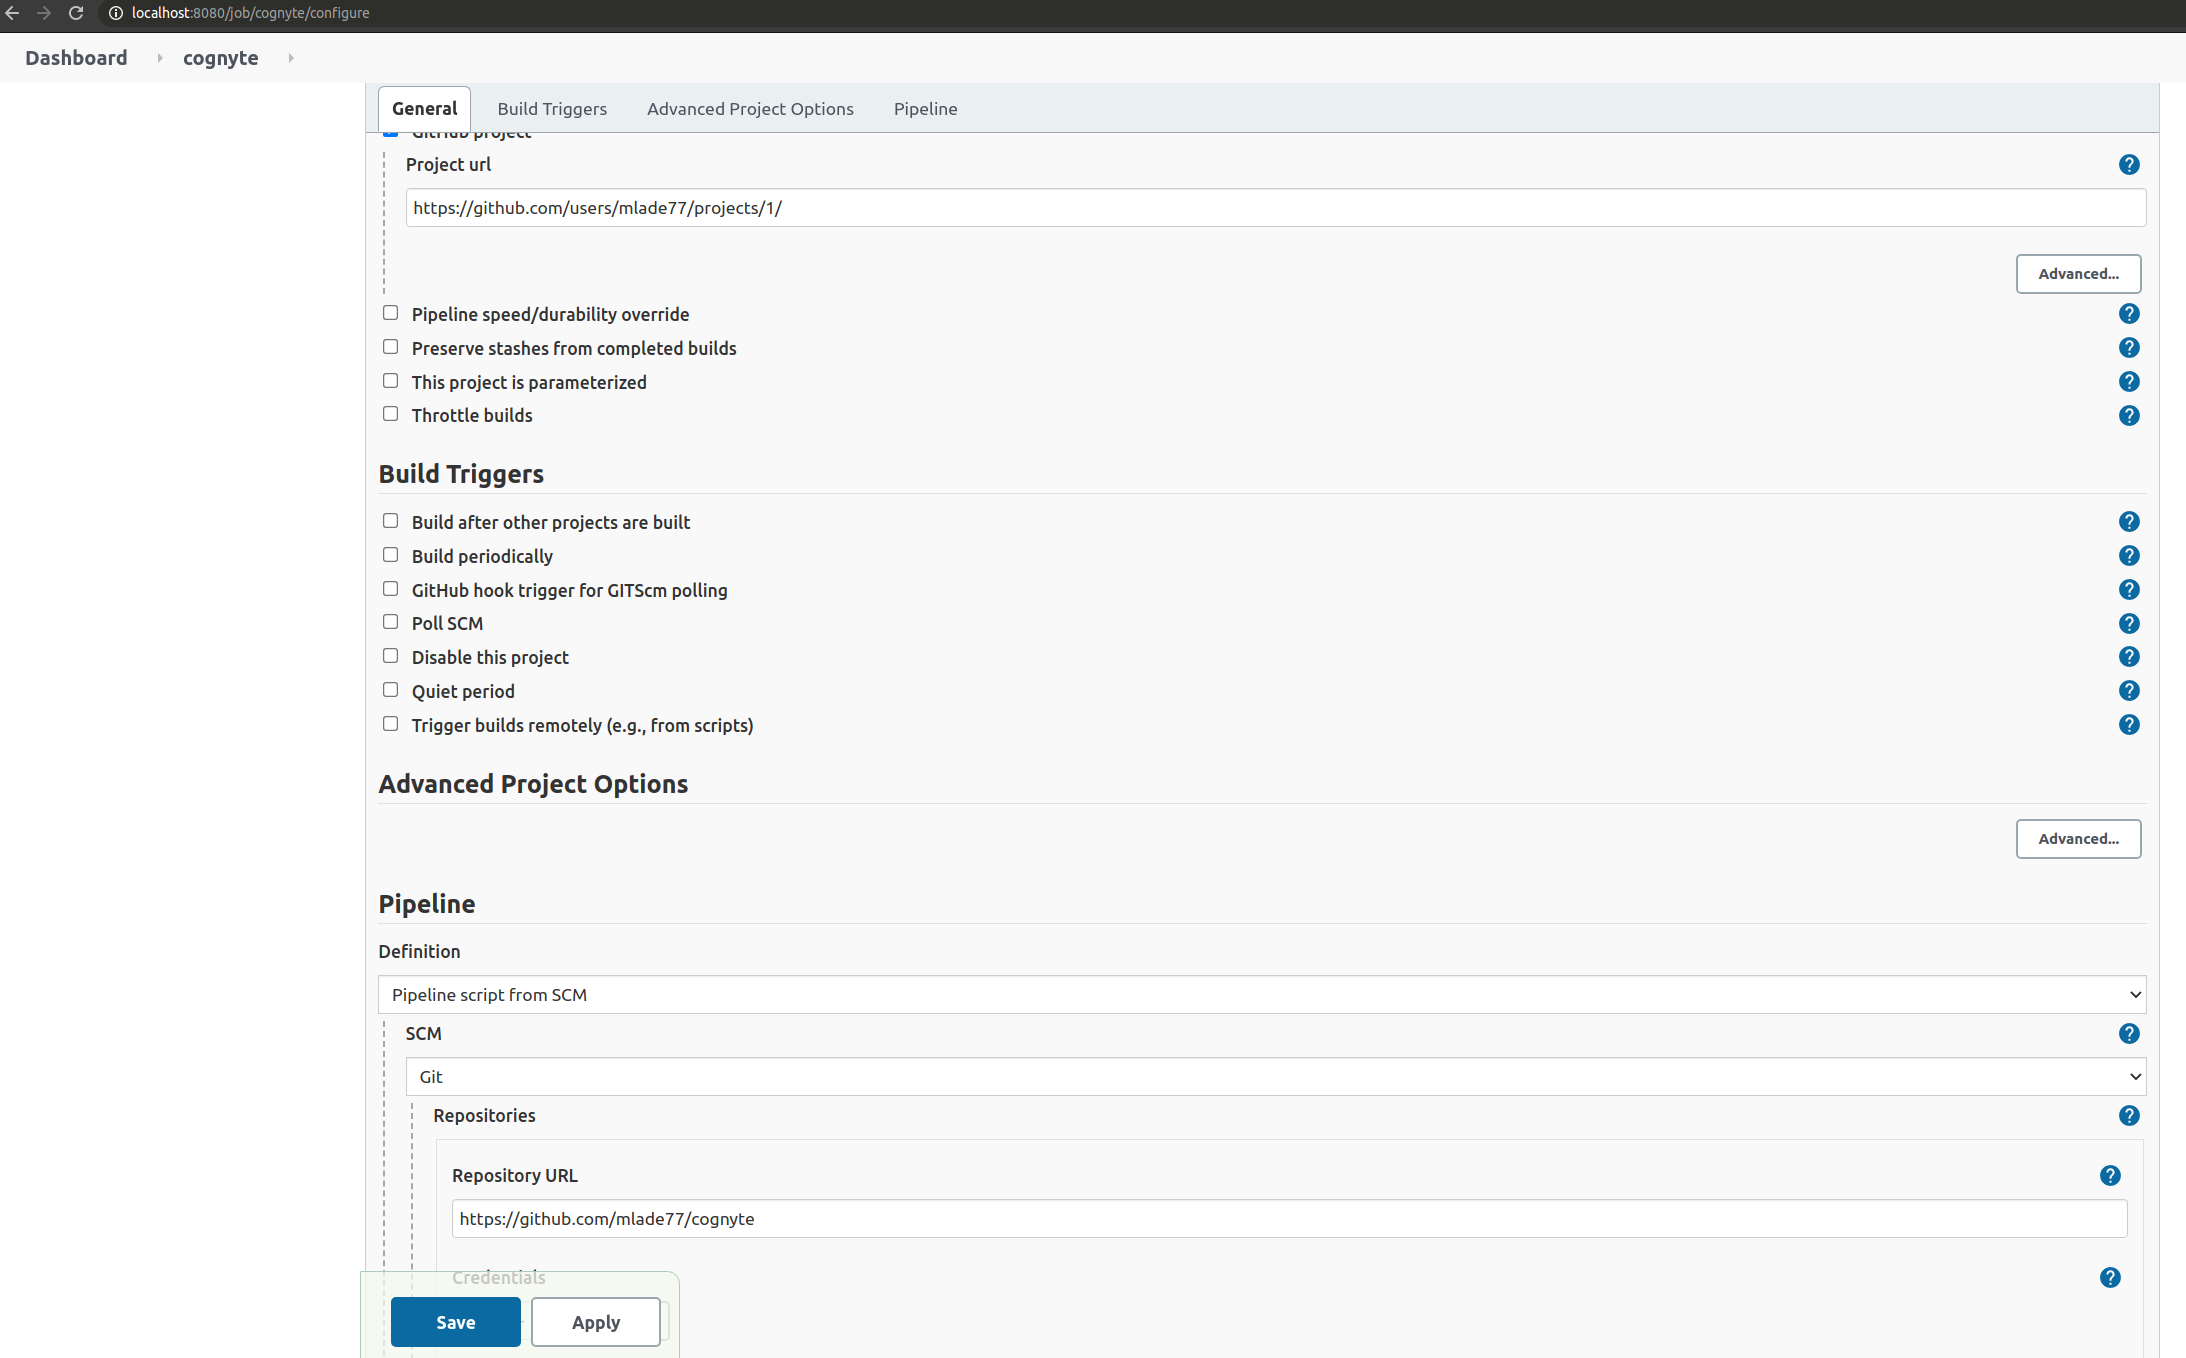 localhost:8080/job/cognyte/configure
Dashboard cognyte
General Build Triggers Advanced Project Options Pipeline
GitHub project
Project url
https://github.com/users/mlade77/projects/1/
Advanced...
Pipeline speed/durability override
Preserve stashes from completed builds
This project is parameterized
Throttle builds
Build Triggers
Build after other projects are built
Build periodically
GitHub hook trigger for GITScm polling
Poll SCM
Disable this project
Quiet period
Trigger builds remotely (e.g., from scripts)
Advanced Project Options
Advanced...
Pipeline
Definition
Pipeline script from SCM
SCM
Git
Repositories
Repository URL
https://github.com/mlade77/cognyte
Credentials
Save Apply